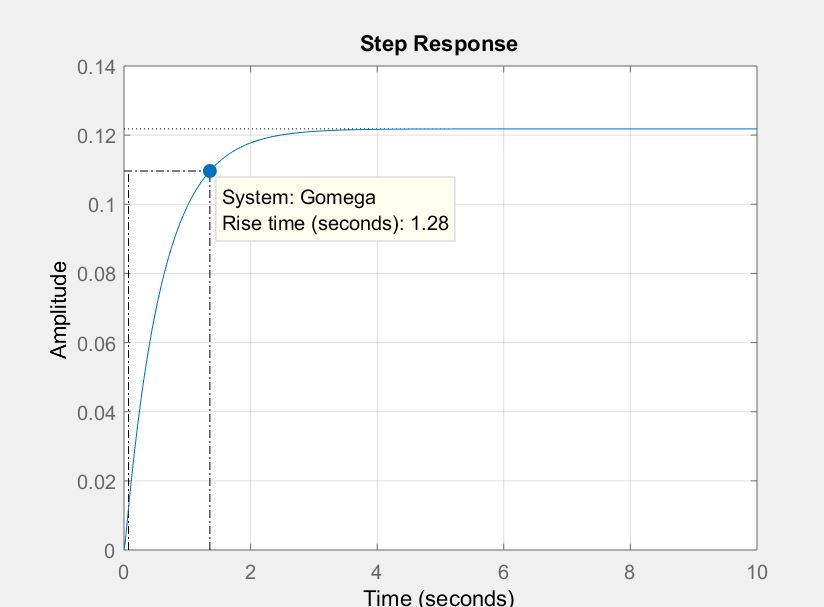 Step Response
0.14
0.12
0.1
0.08
0.06
0.04
0.02
0
Amplitude
System: Gomega
Rise time (seconds): 1.28
0 2 4 6 8 10
Time (seconds)